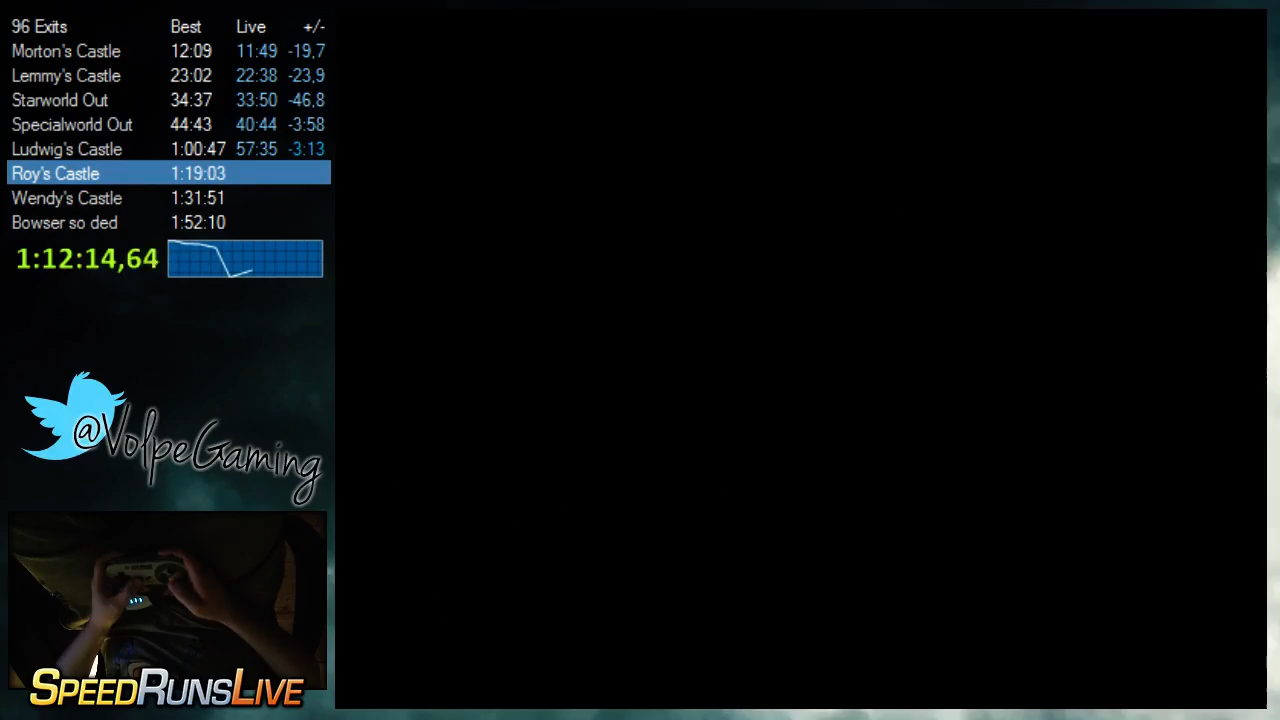 96 Exits Best Live +/-
Morton's Castle 12:09 11:49 -19,7
Lemmy's Castle 23:02 22:38 -23,9
Starworld Out 34:37 33:50 -46,8
Specialworld Out 44:43 40:44 -3:58
Ludwig's Castle 1:00:47 57:35 -3:13
Roy's Castle 1:19:03
Wendy's Castle 1:31:51
Bowser so ded 1:52:10
1:12:14,64
@VolpeGaming
SPEEDRUNSLIVE